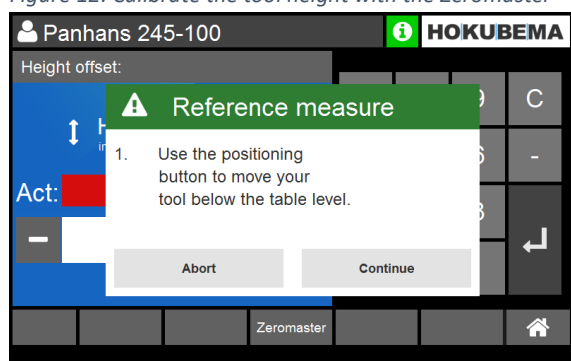 Figure 12: Calibrate the tool height with the Zeromaster
Panhans 245-100
i
HOKUBEMA
Height offset:
C
Reference measure
H
in
1. Use the positioning
button to move your
tool below the table level.
-
Act:
Abort
Continue
Zeromaster